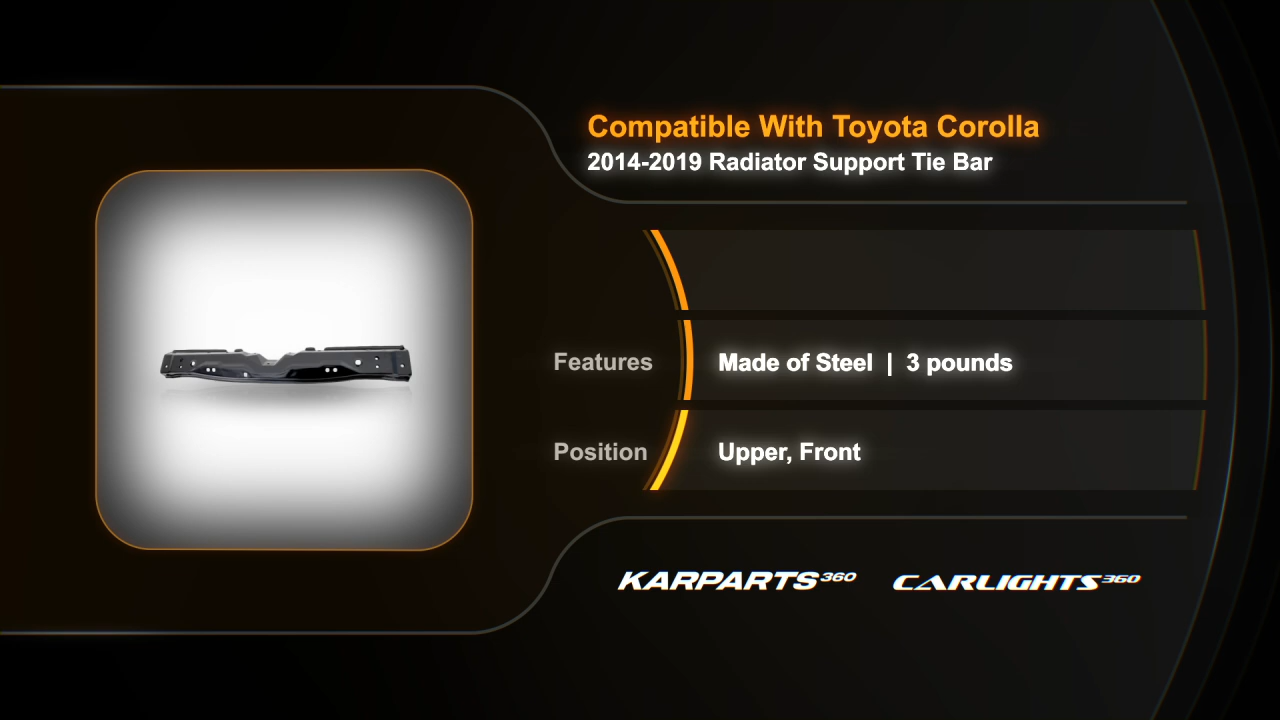 Compatible With Toyota Corolla
2014-2019 Radiator Support Tie Bar
Features
Made of Steel | 3 pounds
Position
Upper, Front
KARPARTS360
CARLIGHTS360